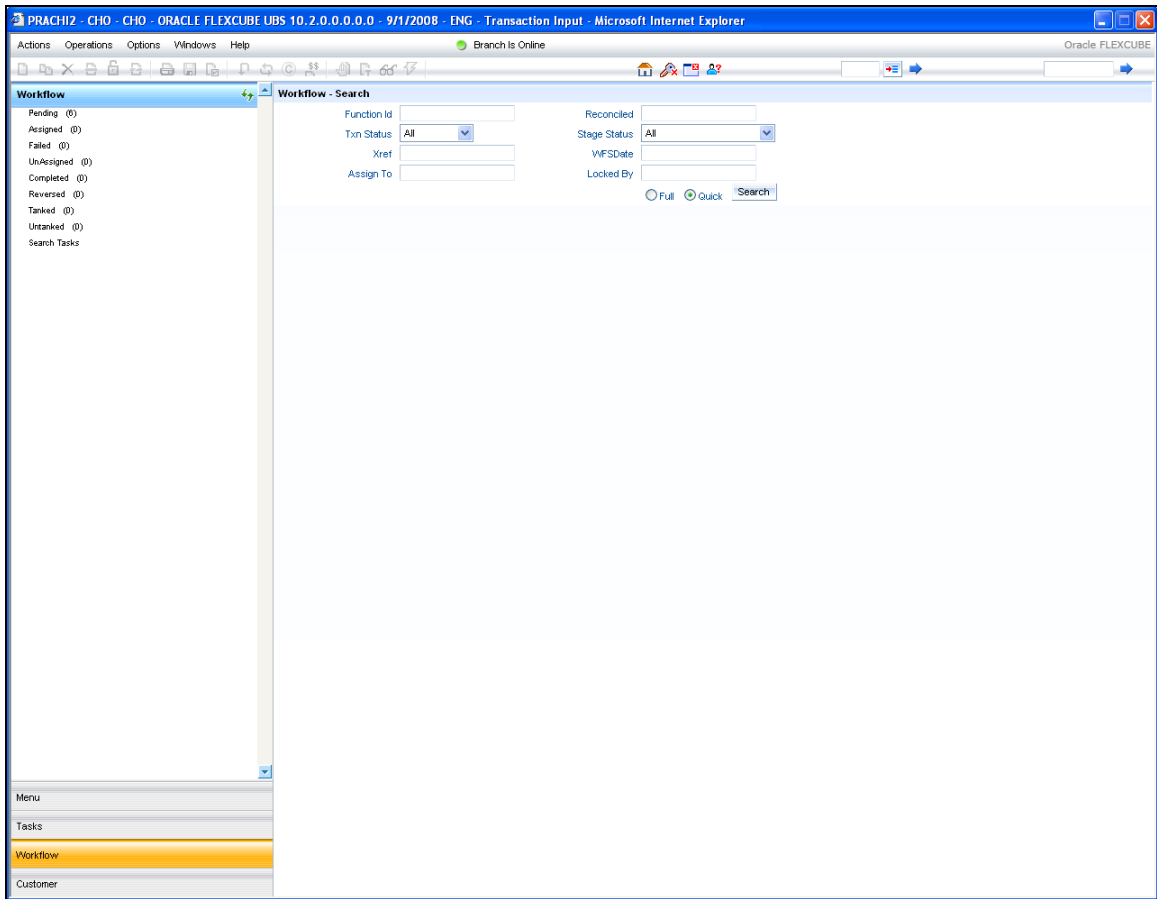 PRACHI2 - CHO - CHO - ORACLE FLEXCUBE UBS 10.2.0.0.0.0.0 - 9/1/2008 - ENG - Transaction Input - Microsoft Internet Explorer
Actions Operations Options Windows Help Branch Is Online Oracle FLEXCUBE
Workflow
Pending (6)
Assigned (0)
Failed (0)
UnAssigned (0)
Completed (0)
Reversed (0)
Tanked (0)
Untanked (0)
Search Tasks
Workflow - Search
Function Id Reconciled
Txn Status All Stage Status All
Xref WFSDate
Assign To Locked By
Full Quick Search
Menu
Tasks
Workflow
Customer